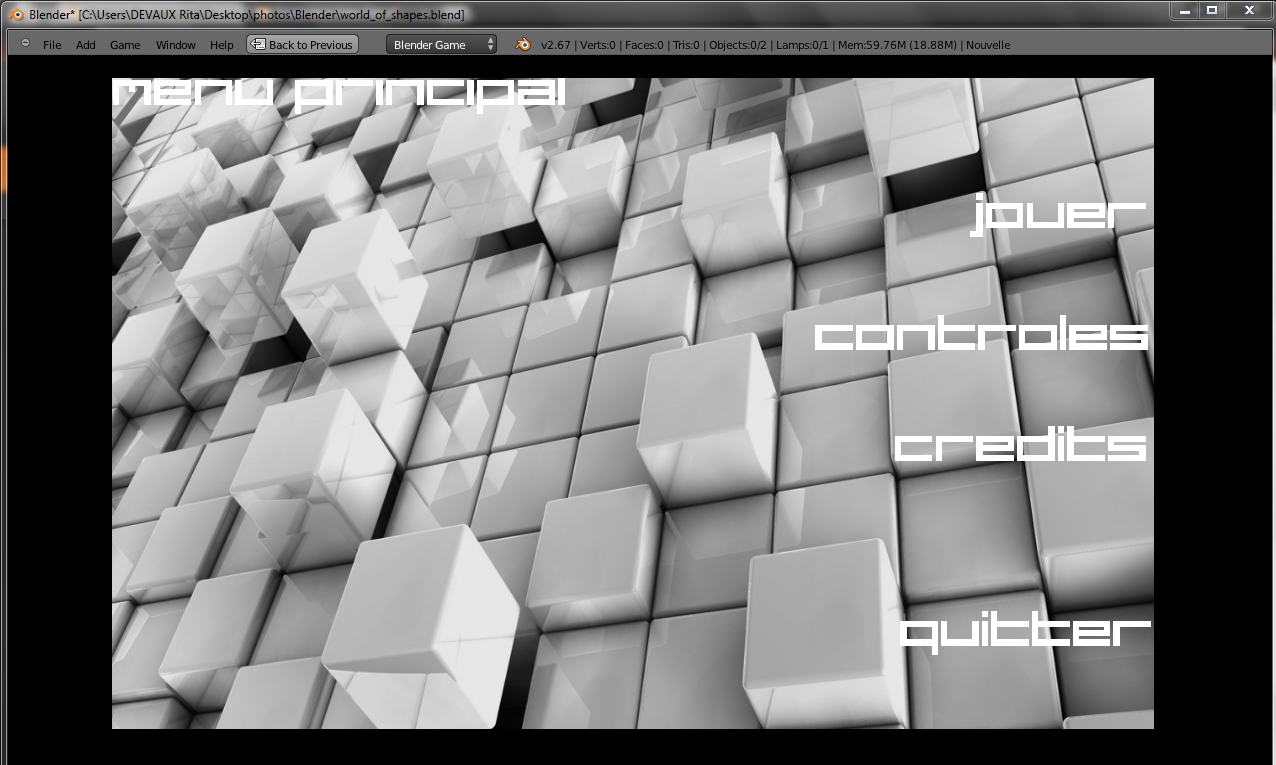 Blender* [C:\Users\DEVAUX Rita\Desktop\photos\Blender\world_of_shapes.blend]
File Add Game Window Help Back to Previous Blender Game v2.67 | Verts:0 | Faces:0 | Tris:0 | Objects:0/2 | Lamps:0/1 | Mem:59.76M (18.88M) | Nouvelle
menu principal
jouer
controles
credits
quitter